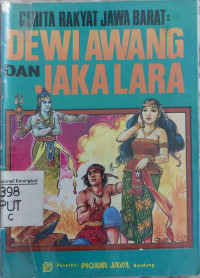 CERITA RAKYAT JAWA BARAT:
DEWI AWANG
DAN JAKA LARA
398
PUT
C
Penerbit: PIONIR JAYA Bandung